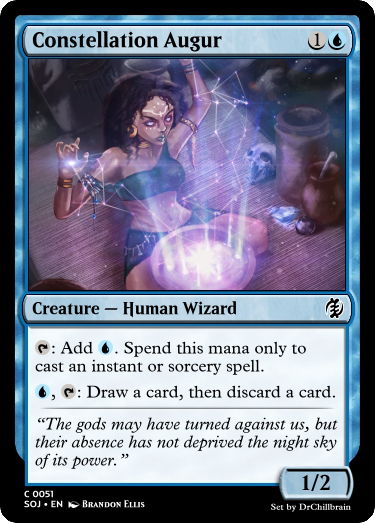 Constellation Augur 1
Creature — Human Wizard
: Add . Spend this mana only to
cast an instant or sorcery spell.
, : Draw a card, then discard a card.
"The gods may have turned against us, but
their absence has not deprived the night sky
of its power."
1/2
C 0051
SOJ • EN Brandon Ellis
Set by DrChillbrain